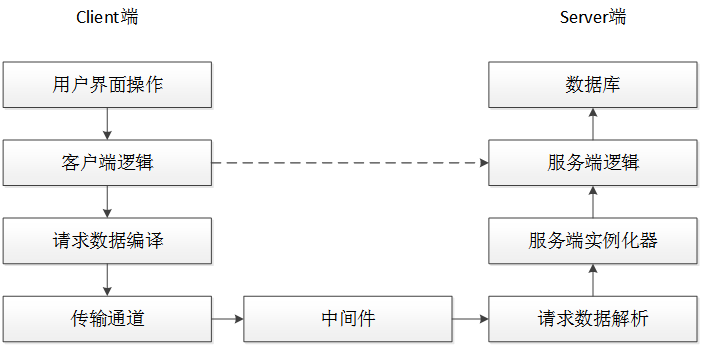 Client端
Server端
用户界面操作
数据库
客户端逻辑
服务端逻辑
请求数据编译
服务端实例化器
传输通道
中间件
请求数据解析